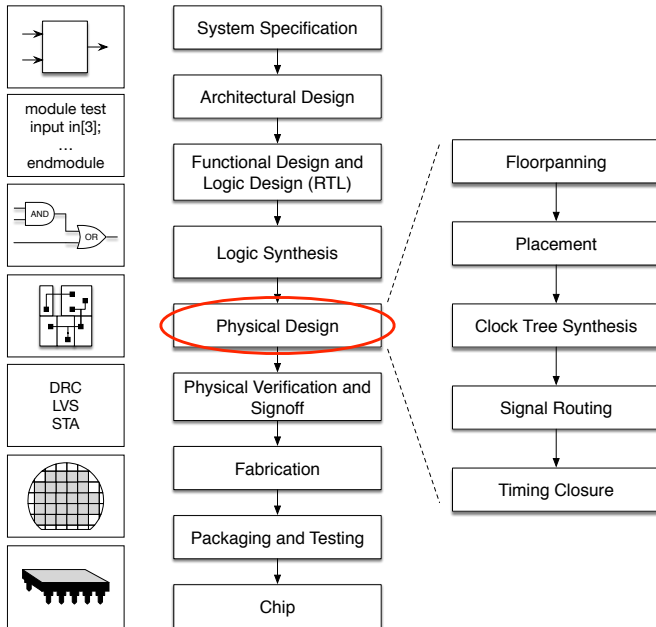 System Specification
Architectural Design
module test
input in[3];
...
endmodule
Functional Design and
Logic Design (RTL)
AND
OR
Logic Synthesis
Physical Design
DRC
LVS
STA
Physical Verification and
Signoff
Fabrication
Packaging and Testing
Chip
Floorpanning
Placement
Clock Tree Synthesis
Signal Routing
Timing Closure